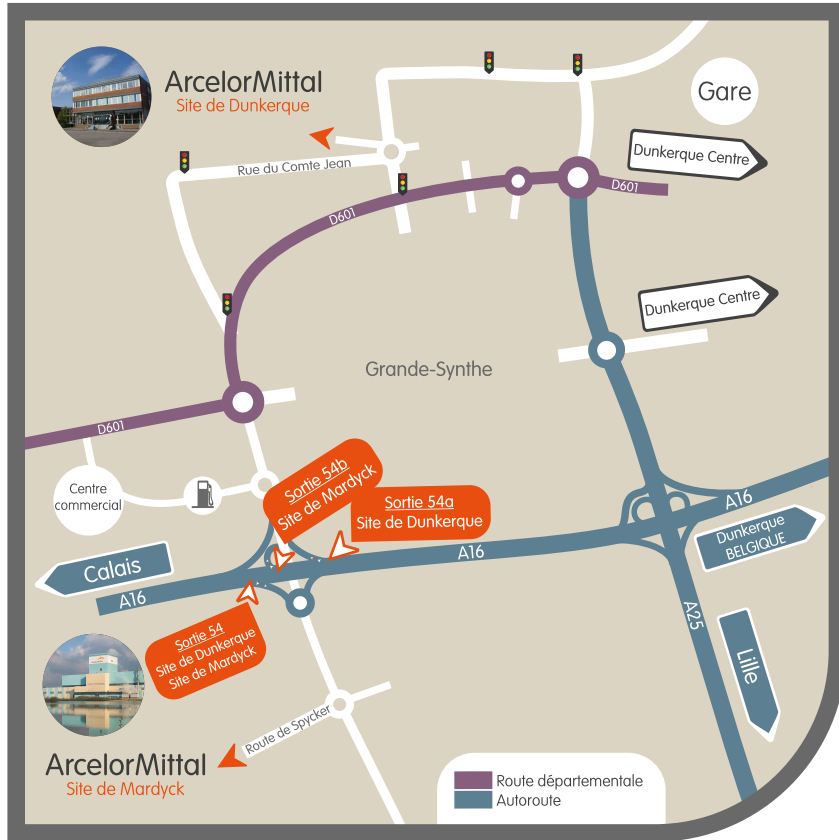 ArcelorMittal
Site de Dunkerque
Gare
Dunkerque Centre
Rue du Comte Jean
D601
D601
Dunkerque Centre
Grande-Synthe
D601
Centre
commercial
Sortie 54b
Site de Mardyck
Sortie 54a
Site de Dunkerque
A16
Dunkerque
BELGIQUE
A16
Calais
A16
A25
Sortie 54
Site de Dunkerque
Site de Mardyck
Lille
Route de Spycker
ArcelorMittal
Site de Mardyck
Route départementale
Autoroute